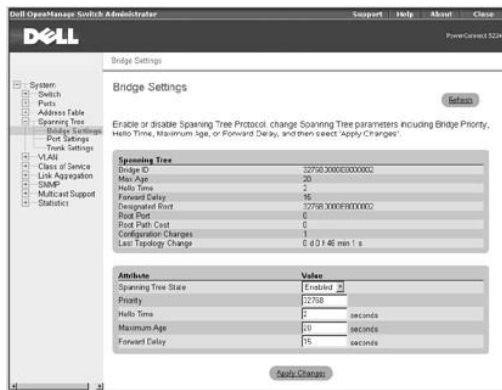 Dell OpenManage Switch Administrator
Support Help About Close
DELL
PowerConnect 5224
Bridge Settings
System
Switch
Ports
Address Table
Spanning Tree
Bridge Settings
Port Settings
Trunk Settings
VLAN
Class of Service
Link Aggregation
SNMP
Multicast Support
Statistics
Bridge Settings
Refresh
Enable or disable Spanning Tree Protocol, change Spanning Tree parameters including Bridge Priority,
Hello Time, Maximum Age, or Forward Delay, and then select 'Apply Changes'.
Spanning Tree
Bridge ID
Max Age 20
Hello Time 2
Forward Delay 15
Designated Root
Root Port 0
Root Path Cost 0
Configuration Changes 1
Last Topology Change 0 d 0 h 46 min 1 s
Attribute Value
Spanning Tree State Enabled
Priority 32768
Hello Time 2 seconds
Maximum Age 20 seconds
Forward Delay 15 seconds
Apply Changes